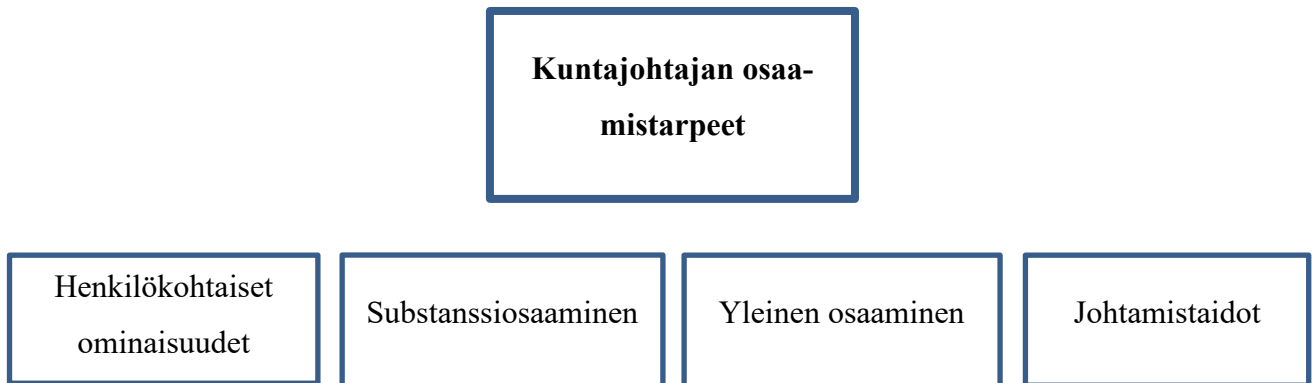 Kuntajohtajan osaa-
mistarpeet
Henkilökohtaiset
ominaisuudet
Substanssiosaaminen
Yleinen osaaminen
Johtamistaidot